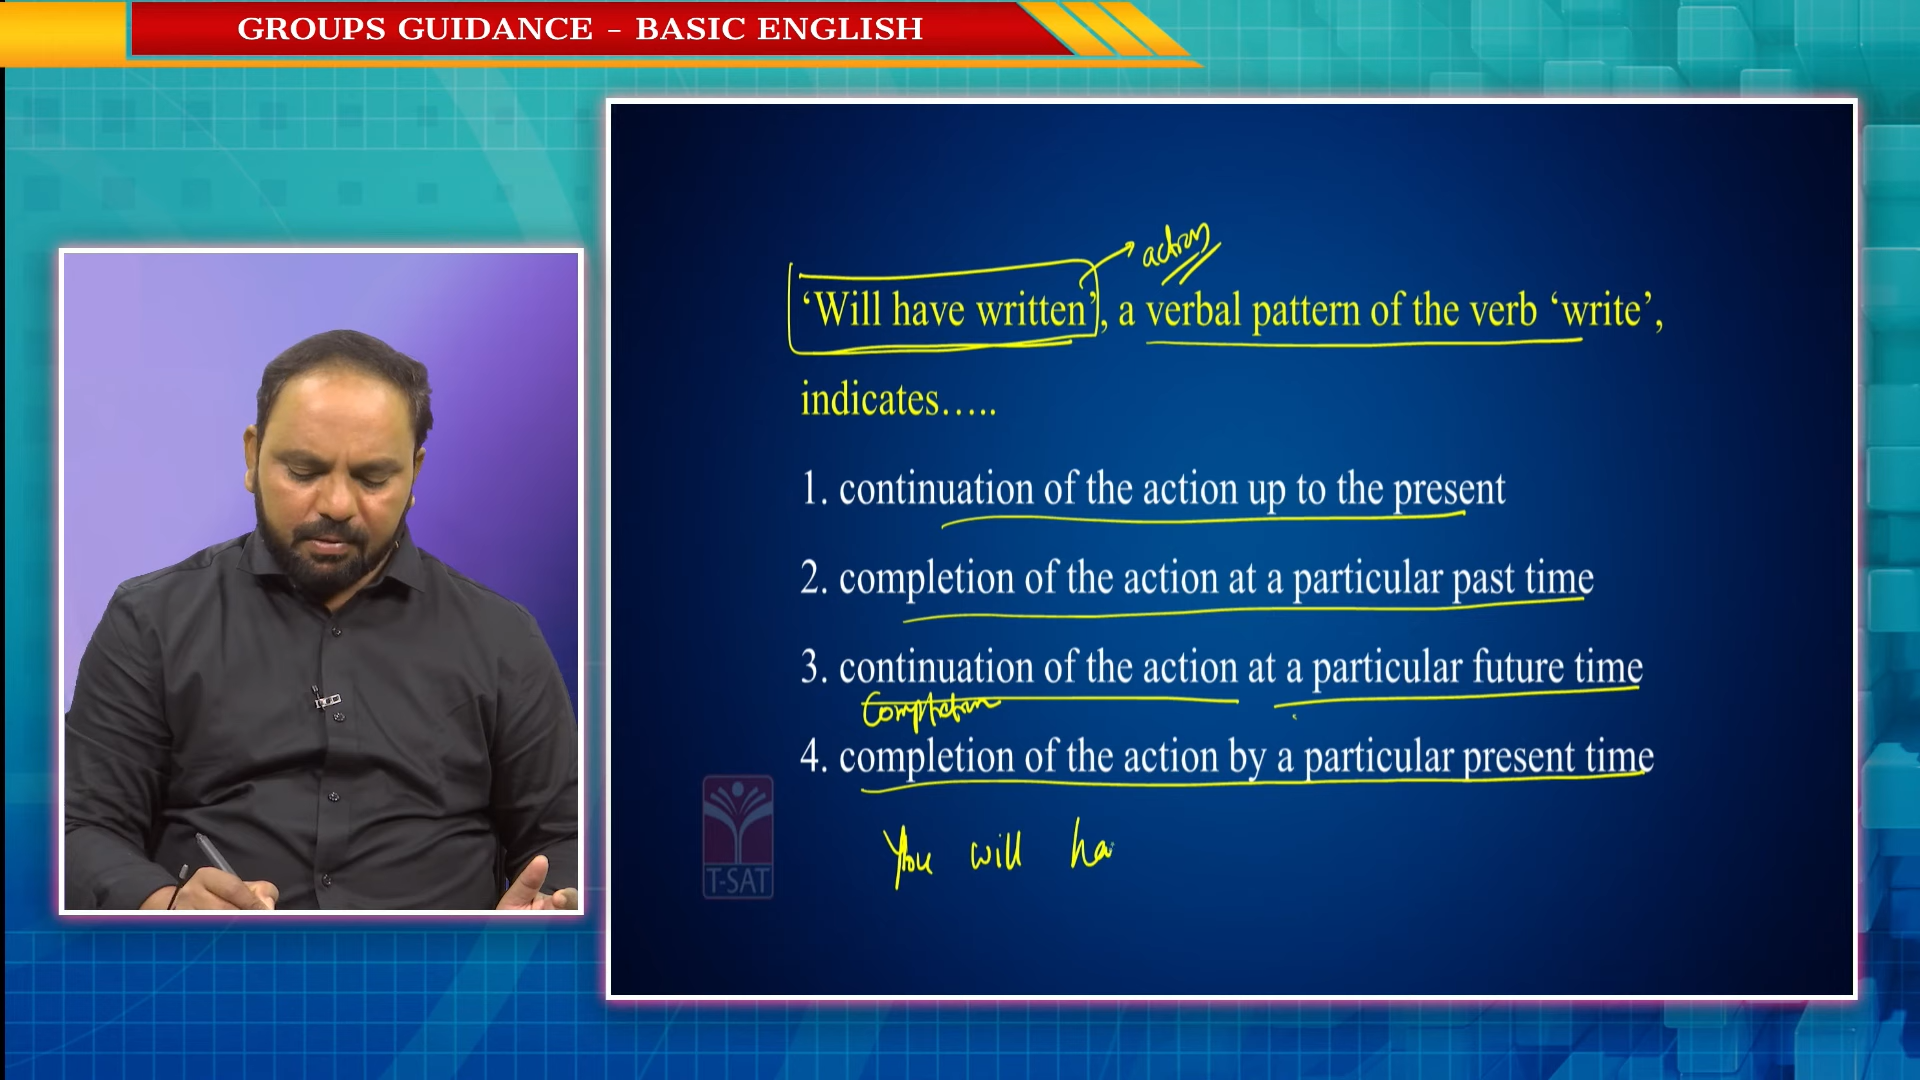 GROUPS GUIDANCE – BASIC ENGLISH
action
‘Will have written’, a verbal pattern of the verb ‘write’,
indicates.....
1. continuation of the action up to the present
2. completion of the action at a particular past time
3. continuation of the action at a particular future time
Completion
4. completion of the action by a particular present time
You will ha
T-SAT